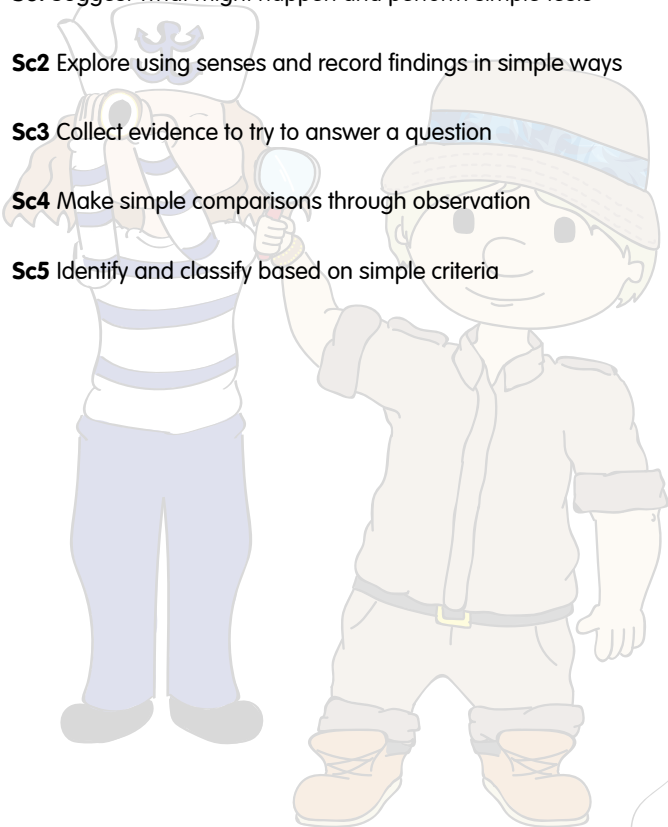 Sc2 Explore using senses and record findings in simple ways
Sc3 Collect evidence to try to answer a question
Sc4 Make simple comparisons through observation
Sc5 Identify and classify based on simple criteria